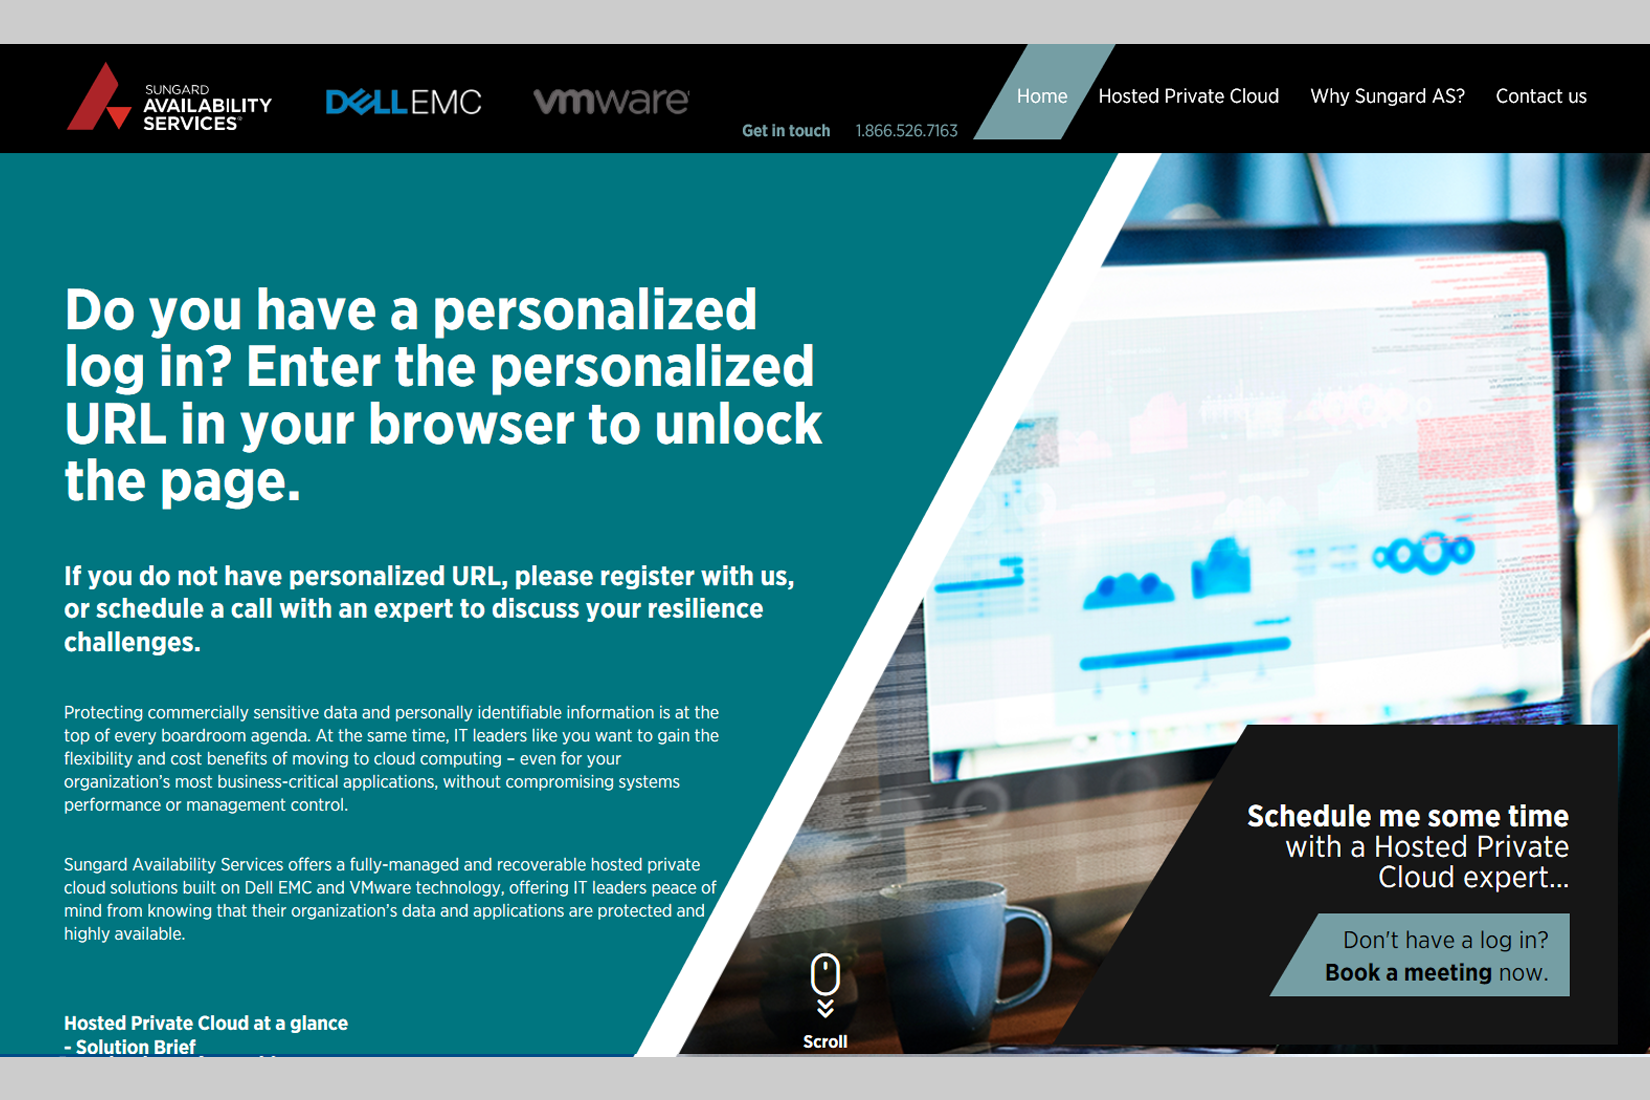 SUNGARD
AVAILABILITY
SERVICES
DELLEMC
vmware
Get in touch 1.866.526.7163
Home
Hosted Private Cloud
Why Sungard AS?
Contact us
Do you have a personalized
log in? Enter the personalized
URL in your browser to unlock
the page.
If you do not have personalized URL, please register with us,
or schedule a call with an expert to discuss your resilience
challenges.
Protecting commercially sensitive data and personally identifiable information is at the
top of every boardroom agenda. At the same time, IT leaders like you want to gain the
flexibility and cost benefits of moving to cloud computing – even for your
organization's most business-critical applications, without compromising systems
performance or management control.
Sungard Availability Services offers a fully-managed and recoverable hosted private
cloud solutions built on Dell EMC and VMware technology, offering IT leaders peace of
mind from knowing that their organization's data and applications are protected and
highly available.
Hosted Private Cloud at a glance
- Solution Brief
Scroll
Schedule me some time
with a Hosted Private
Cloud expert...
Don't have a log in?
Book a meeting now.